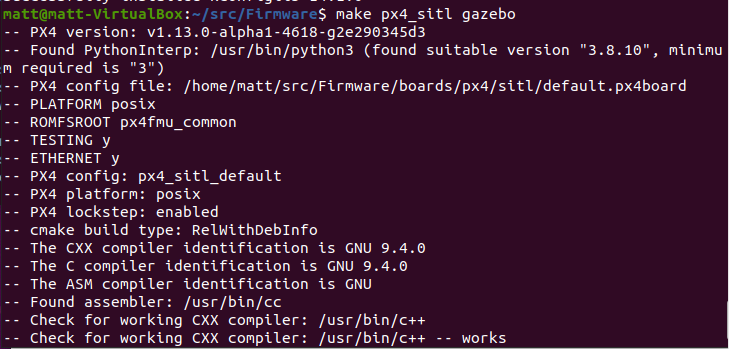 matt@matt-VirtualBox:~/src/Firmware$ make px4_sitl gazebo
-- PX4 version: v1.13.0-alpha1-4618-g2e290345d3
-- Found PythonInterp: /usr/bin/python3 (found suitable version "3.8.10", minimu
m required is "3")
-- PX4 config file: /home/matt/src/Firmware/boards/px4/sitl/default.px4board
-- PLATFORM posix
-- ROMFSROOT px4fmu_common
-- TESTING y
-- ETHERNET y
-- PX4 config: px4_sitl_default
-- PX4 platform: posix
-- PX4 lockstep: enabled
-- cmake build type: RelWithDebInfo
-- The CXX compiler identification is GNU 9.4.0
-- The C compiler identification is GNU 9.4.0
-- The ASM compiler identification is GNU
-- Found assembler: /usr/bin/cc
-- Check for working CXX compiler: /usr/bin/c++
-- Check for working CXX compiler: /usr/bin/c++ -- works